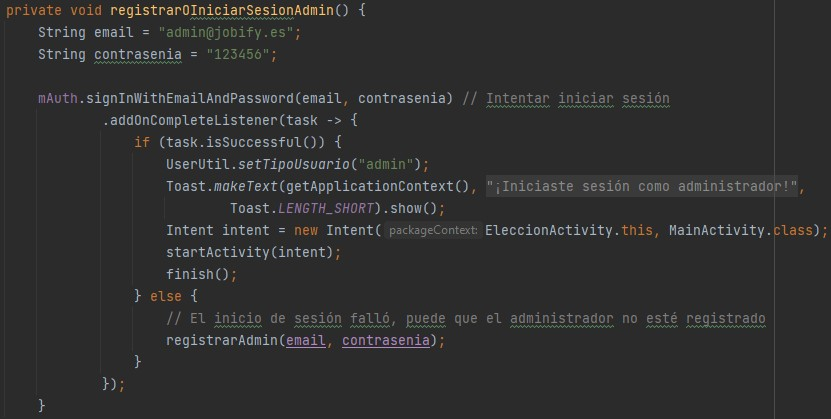 private void registrarOIniciarSesionAdmin() {
    String email = "admin@jobify.es";
    String contrasenia = "123456";

    mAuth.signInWithEmailAndPassword(email, contrasenia) // Intentar iniciar sesión
            .addOnCompleteListener(task -> {
                if (task.isSuccessful()) {
                    UserUtil.setTipoUsuario("admin");
                    Toast.makeText(getApplicationContext(), "¡Iniciaste sesión como administrador!",
                            Toast.LENGTH_SHORT).show();
                    Intent intent = new Intent( packageContext: EleccionActivity.this, MainActivity.class);
                    startActivity(intent);
                    finish();
                } else {
                    // El inicio de sesión falló, puede que el administrador no esté registrado
                    registrarAdmin(email, contrasenia);
                }
            });
}